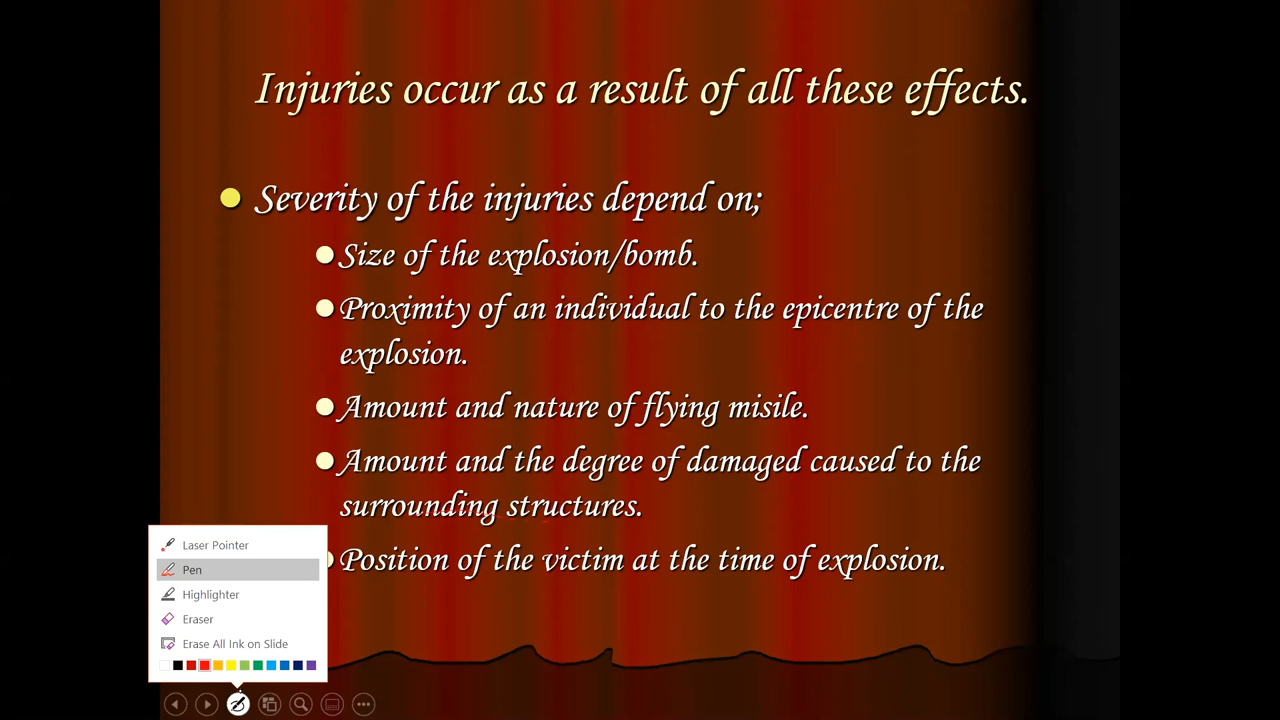 Injuries occur as a result of all these effects.
Severity of the injuries depend on;
Size of the explosion/bomb.
Proximity of an individual to the epicentre of the
explosion.
Amount and nature of flying misile.
Amount and the degree of damaged caused to the
surrounding structures.
Position of the victim at the time of explosion.
Laser Pointer
Pen
Highlighter
Eraser
Erase All Ink on Slide